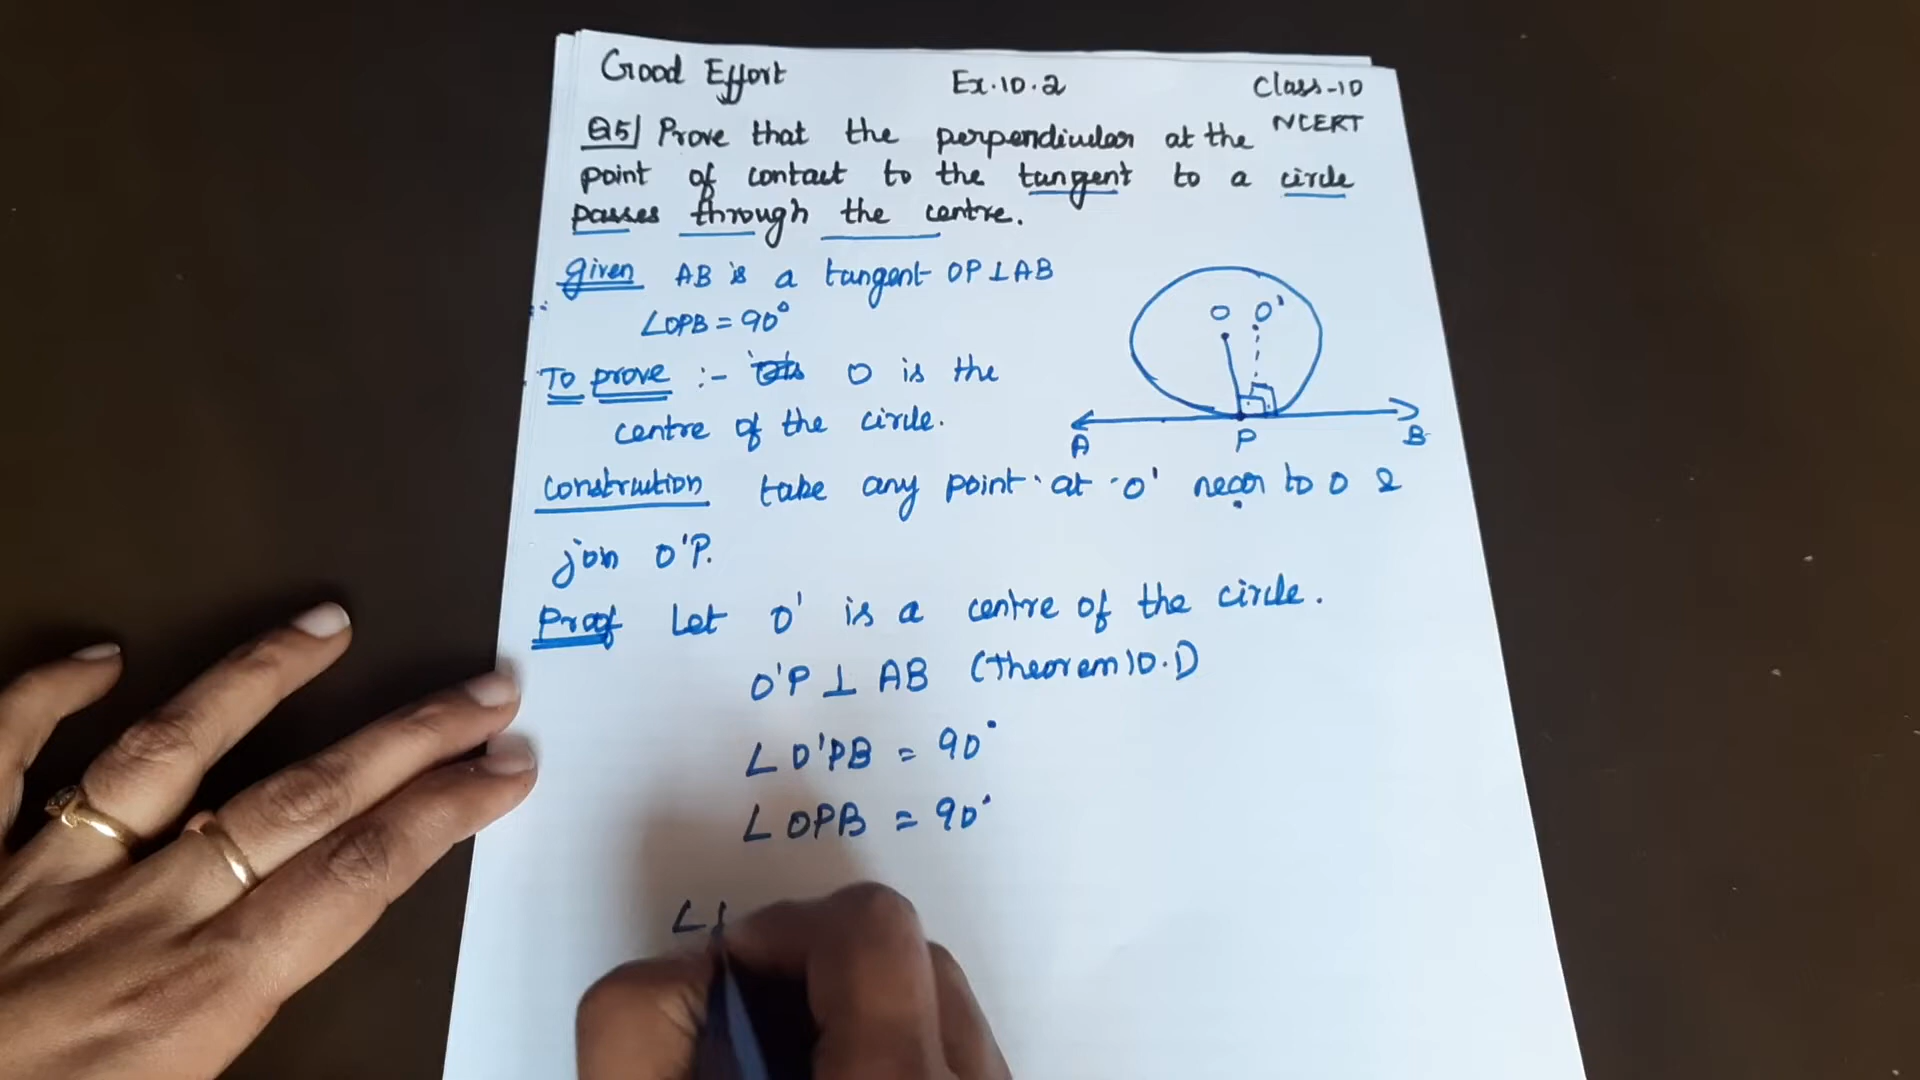 Good Effort Ex.10.2 Class-10
NCERT
Q5) Prove that the perpendicular at the
point of contact to the tangent to a circle
passes through the centre.
given AB is a tangent OP⊥AB
∠OPB = 90°
To prove :- O is the
centre of the circle.
O O'
A P B
construction take any point at O' near to O &
join O'P.
Proof Let O' is a centre of the circle.
O'P ⊥ AB (Theorem 10.1)
∠O'PB = 90°
∠OPB = 90°
∠